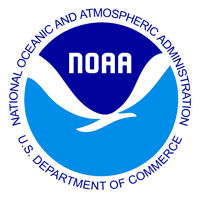 NATIONAL OCEANIC AND ATMOSPHERIC ADMINISTRATION
NOAA
U.S. DEPARTMENT OF COMMERCE